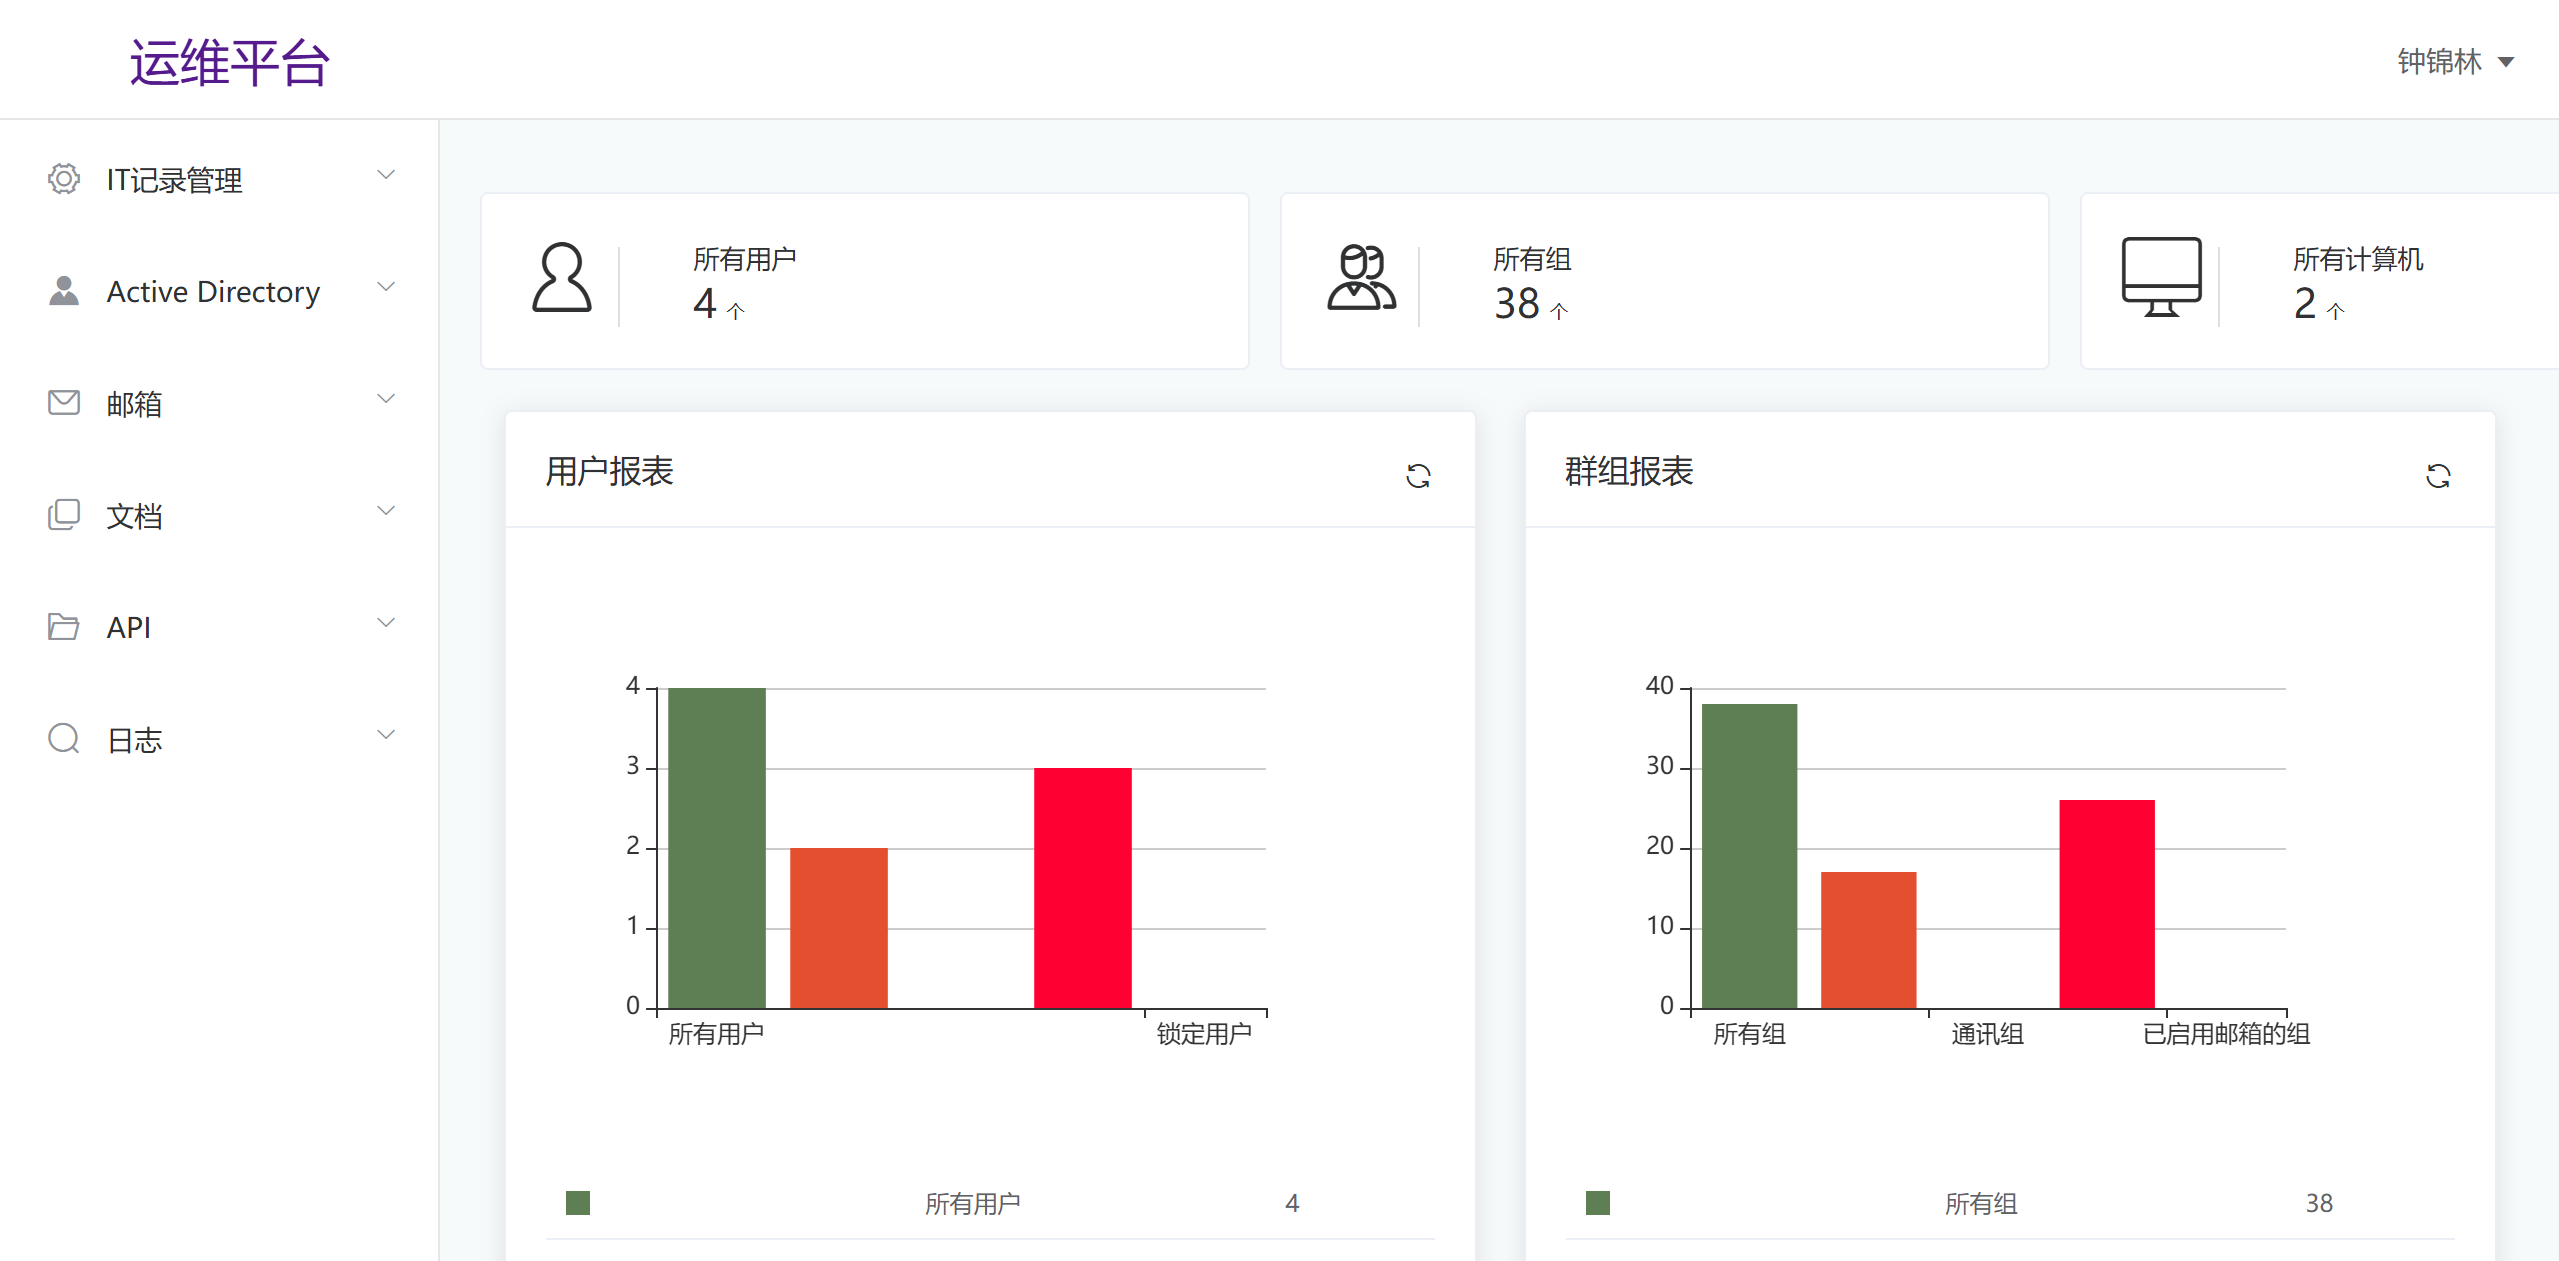 运维平台
钟锦林
IT记录管理
Active Directory
邮箱
文档
API
日志
所有用户
4 个
所有组
38 个
所有计算机
2 个
用户报表
4
3
2
1
0
所有用户
锁定用户
所有用户
4
群组报表
40
30
20
10
0
所有组
通讯组
已启用邮箱的组
所有组
38